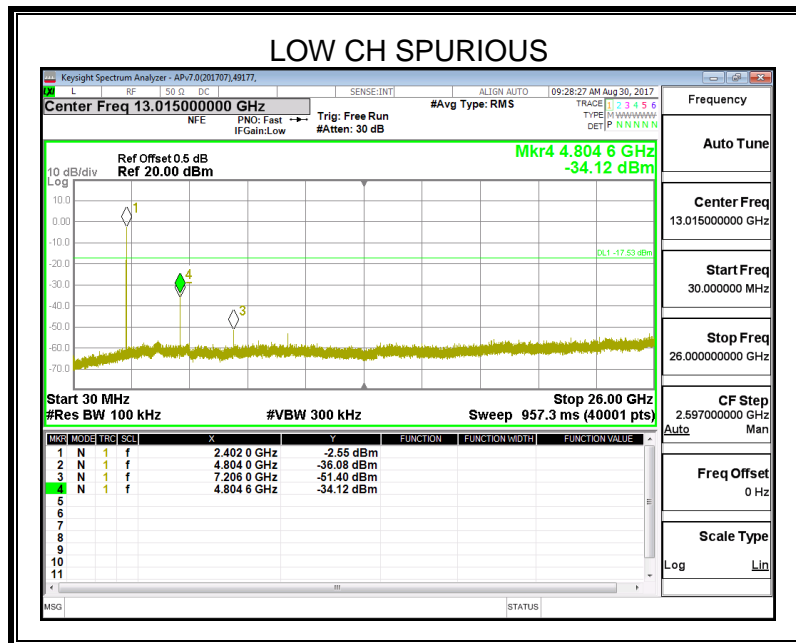 LOW CH SPURIOUS
Keysight Spectrum Analyzer - APv7.0(201707),49177,
LXI L RF 50 Ω DC SENSE:INT ALIGN AUTO 09:28:27 AM Aug 30, 2017
Center Freq 13.015000000 GHz #Avg Type: RMS TRACE 1 2 3 4 5 6
NFE PNO: Fast Trig: Free Run TYPE M WWWWW
IFGain:Low #Atten: 30 dB DET P N N N N N
Frequency
Auto Tune
Center Freq
13.015000000 GHz
Start Freq
30.000000 MHz
Stop Freq
26.000000000 GHz
CF Step
2.597000000 GHz
Auto Man
Freq Offset
0 Hz
Scale Type
Log Lin
Ref Offset 0.5 dB Mkr4 4.804 6 GHz
10 dB/div Ref 20.00 dBm -34.12 dBm
Log
10.0
0.00
-10.0
-20.0
-30.0
-40.0
-50.0
-60.0
-70.0
1
4
3
DL1 -17.53 dBm
Start 30 MHz Stop 26.00 GHz
#Res BW 100 kHz #VBW 300 kHz Sweep 957.3 ms (40001 pts)
MKR MODE TRC SCL X Y FUNCTION FUNCTION WIDTH FUNCTION VALUE
1 N 1 f 2.402 0 GHz -2.55 dBm
2 N 1 f 4.804 0 GHz -36.08 dBm
3 N 1 f 7.206 0 GHz -51.40 dBm
4 N 1 f 4.804 6 GHz -34.12 dBm
5
6
7
8
9
10
11
MSG STATUS